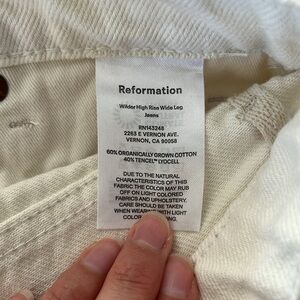 Reformation
Wilder High Rise Wide Leg
Jeans
RN143248
2263 E VERNON AVE.
VERNON, CA 90058
60% ORGANICALLY GROWN COTTON
40% TENCEL™ LYOCELL
DUE TO THE NATURAL
CHARACTERISTICS OF THIS
FABRIC THE COLOR MAY RUB
OFF ON LIGHT COLORED
FABRICS AND UPHOLSTERY.
CARE SHOULD BE TAKEN
WHEN WEARING WITH LIGHT
COLOR